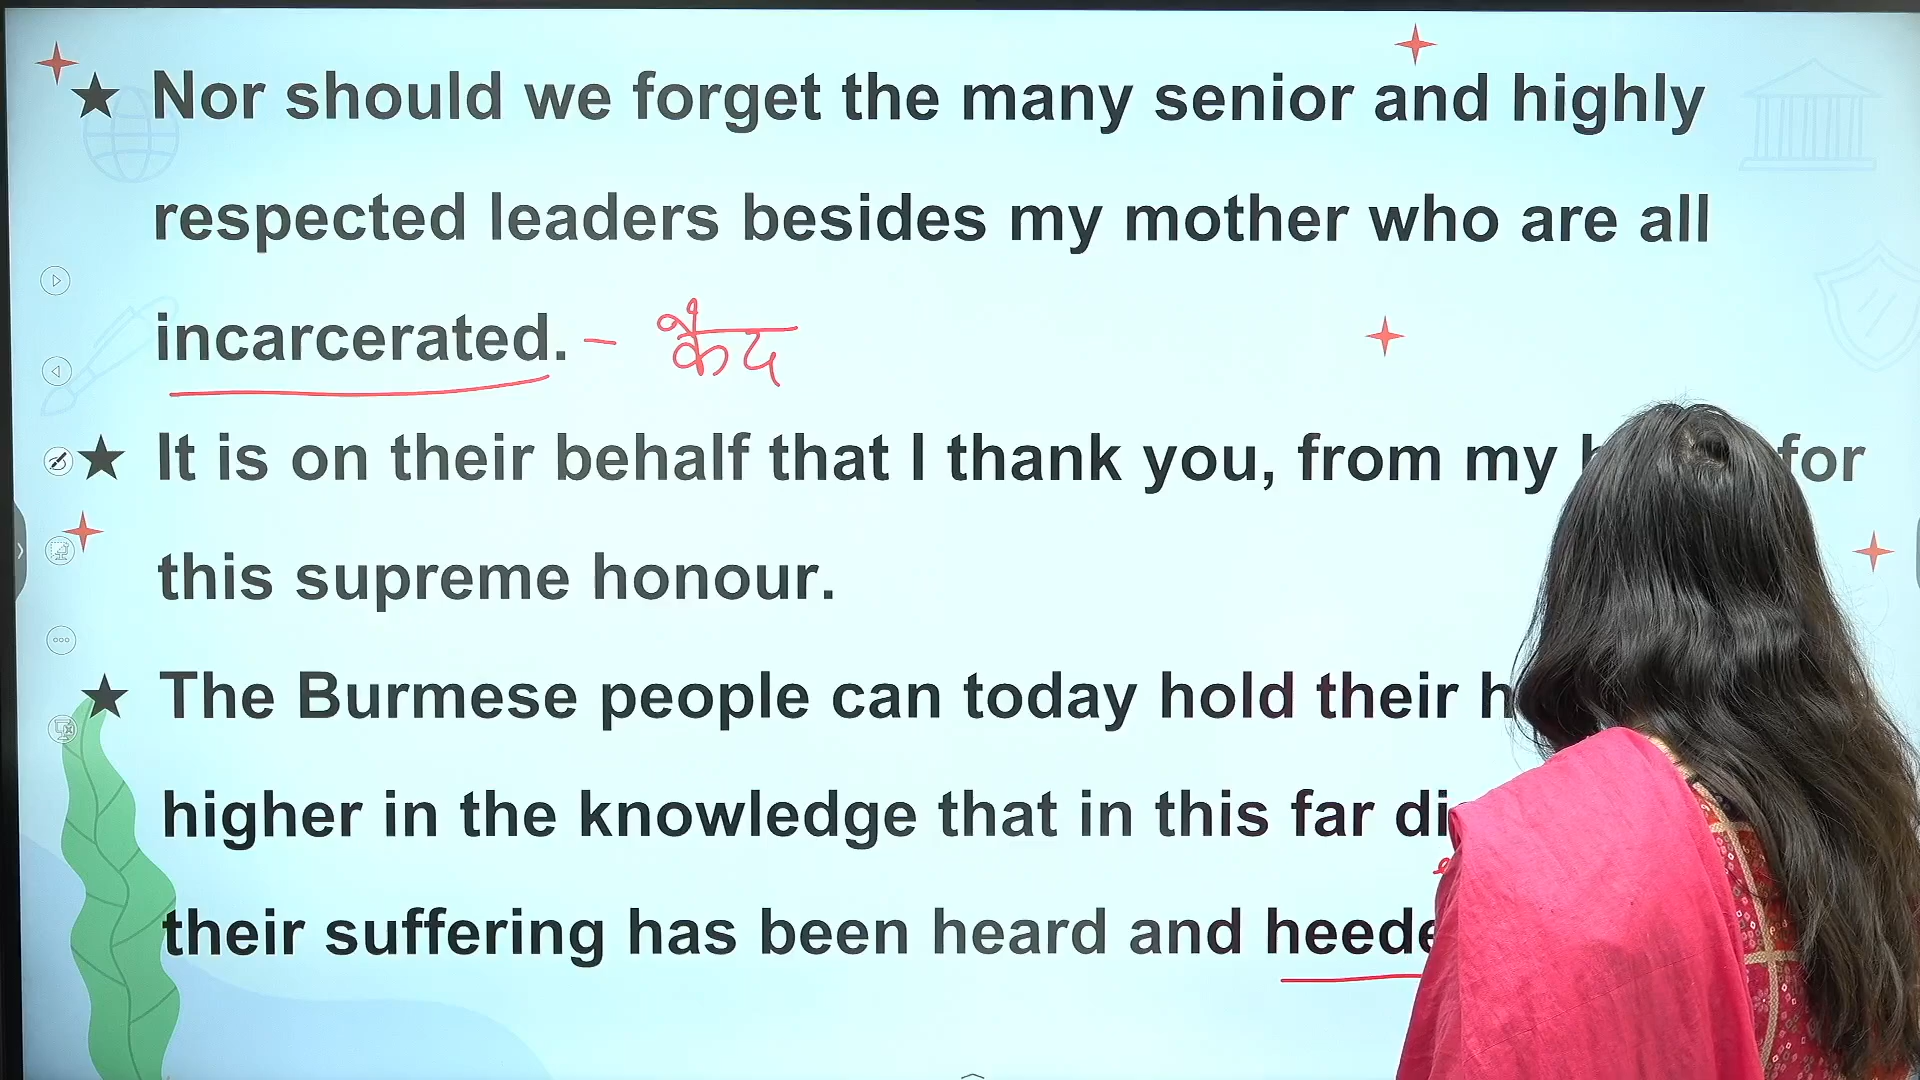 ★ Nor should we forget the many senior and highly
respected leaders besides my mother who are all
incarcerated. - कैद
★ It is on their behalf that I thank you, from my for
this supreme honour.
★ The Burmese people can today hold their
higher in the knowledge that in this far
their suffering has been heard and